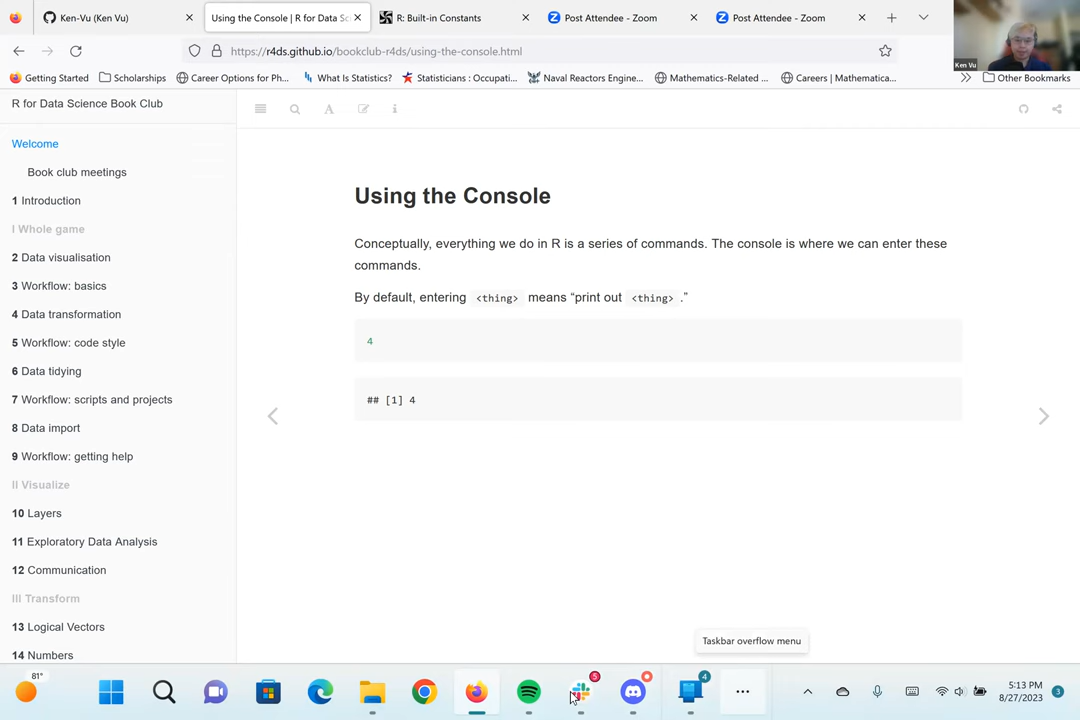 Ken-Vu (Ken Vu)
Using the Console | R for Data Sc
R: Built-in Constants
Post Attendee - Zoom
Post Attendee - Zoom
https://r4ds.github.io/bookclub-r4ds/using-the-console.html
Ken Vu
Getting Started
Scholarships
Career Options for Ph...
What Is Statistics?
Statisticians : Occupati...
Naval Reactors Engine...
Mathematics-Related ...
Careers | Mathematica...
Other Bookmarks
R for Data Science Book Club
Welcome
Book club meetings
1 Introduction
I Whole game
2 Data visualisation
3 Workflow: basics
4 Data transformation
5 Workflow: code style
6 Data tidying
7 Workflow: scripts and projects
8 Data import
9 Workflow: getting help
II Visualize
10 Layers
11 Exploratory Data Analysis
12 Communication
III Transform
13 Logical Vectors
14 Numbers
Using the Console
Conceptually, everything we do in R is a series of commands. The console is where we can enter these
commands.
By default, entering <thing> means “print out <thing> .”
4
## [1] 4
Taskbar overflow menu
81°
5
4
5:13 PM
8/27/2023
3